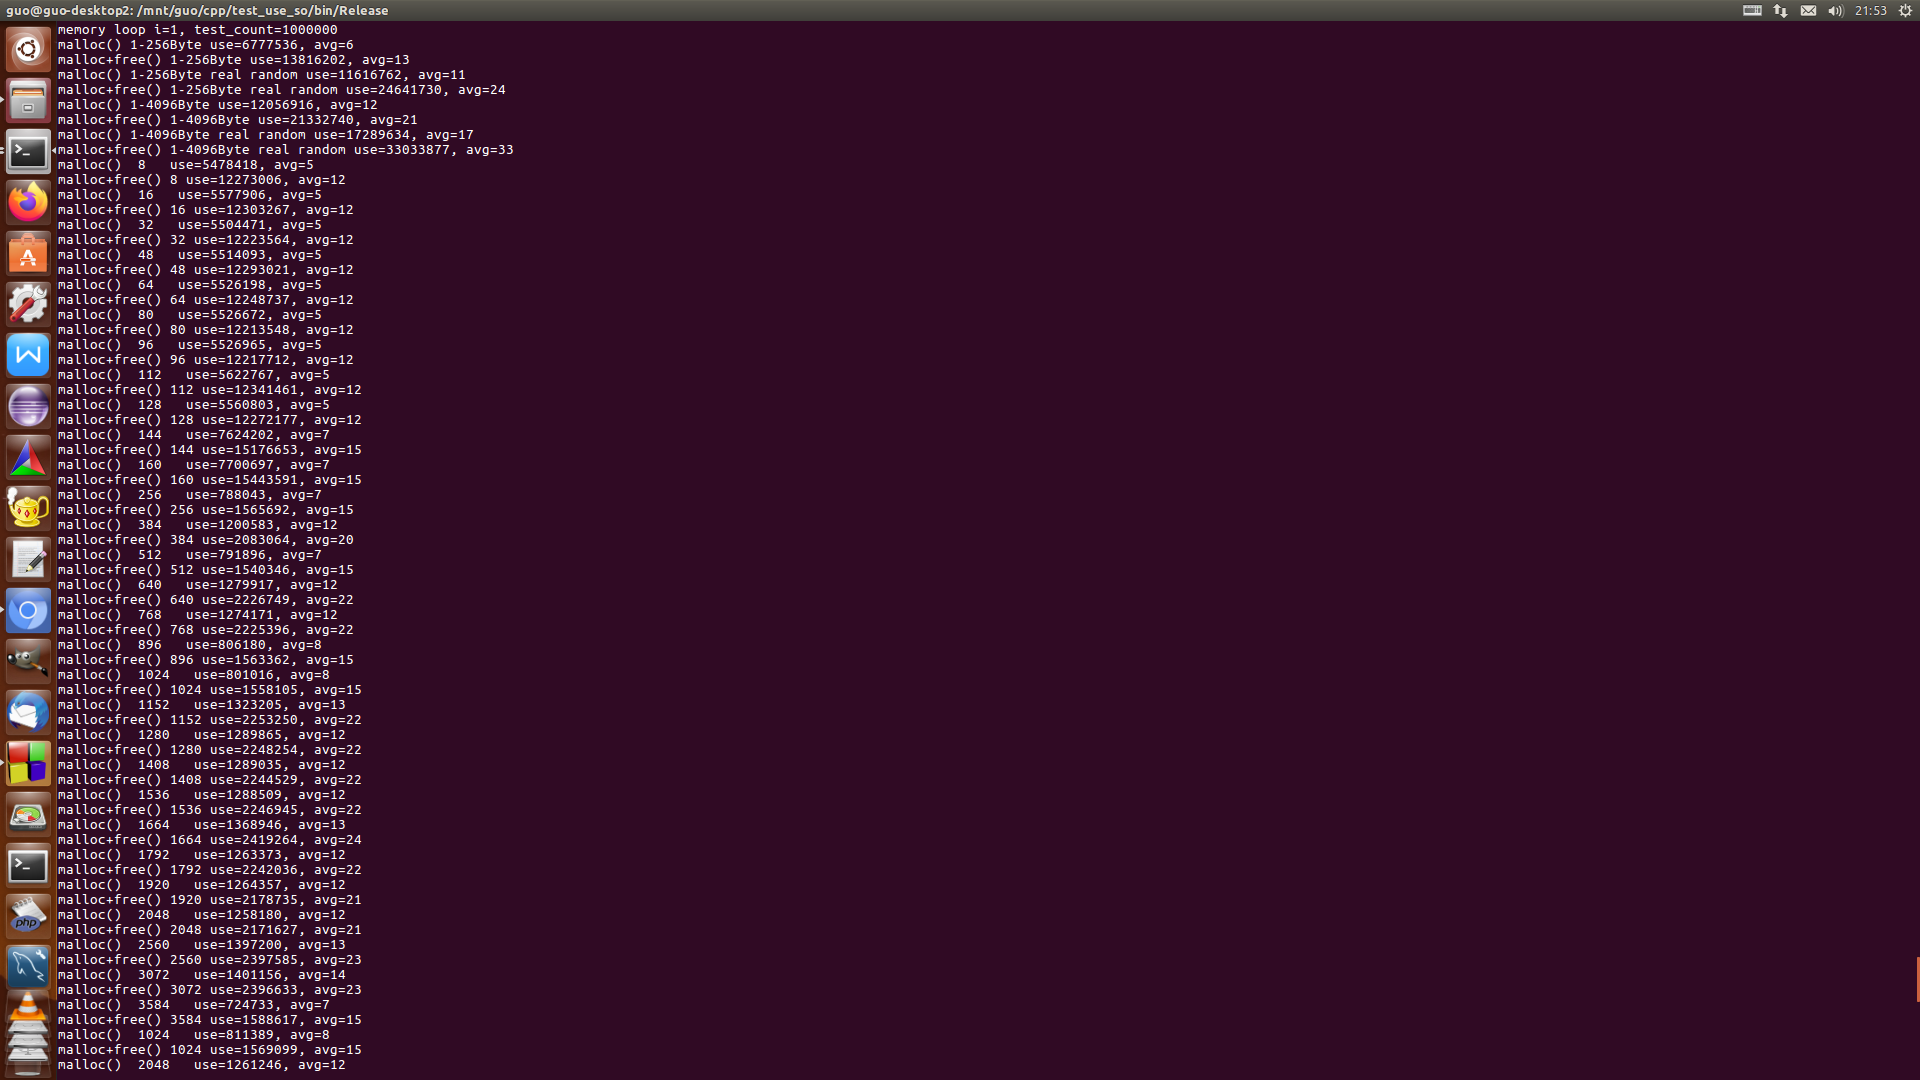 guo@guo-desktop2: /mnt/guo/cpp/test_use_so/bin/Release
21:53
memory loop i=1, test_count=1000000
malloc() 1-256Byte use=6777536, avg=6
malloc+free() 1-256Byte use=13816202, avg=13
malloc() 1-256Byte real random use=11616762, avg=11
malloc+free() 1-256Byte real random use=24641730, avg=24
malloc() 1-4096Byte use=12056916, avg=12
malloc+free() 1-4096Byte use=21332740, avg=21
malloc() 1-4096Byte real random use=17289634, avg=17
malloc+free() 1-4096Byte real random use=33033877, avg=33
malloc()  8   use=5478418, avg=5
malloc+free() 8 use=12273006, avg=12
malloc()  16   use=5577906, avg=5
malloc+free() 16 use=12303267, avg=12
malloc()  32   use=5504471, avg=5
malloc+free() 32 use=12223564, avg=12
malloc()  48   use=5514093, avg=5
malloc+free() 48 use=12293021, avg=12
malloc()  64   use=5526198, avg=5
malloc+free() 64 use=12248737, avg=12
malloc()  80   use=5526672, avg=5
malloc+free() 80 use=12213548, avg=12
malloc()  96   use=5526965, avg=5
malloc+free() 96 use=12217712, avg=12
malloc()  112   use=5622767, avg=5
malloc+free() 112 use=12341461, avg=12
malloc()  128   use=5560803, avg=5
malloc+free() 128 use=12272177, avg=12
malloc()  144   use=7624202, avg=7
malloc+free() 144 use=15176653, avg=15
malloc()  160   use=7700697, avg=7
malloc+free() 160 use=15443591, avg=15
malloc()  256   use=788043, avg=7
malloc+free() 256 use=1565692, avg=15
malloc()  384   use=1200583, avg=12
malloc+free() 384 use=2083064, avg=20
malloc()  512   use=791896, avg=7
malloc+free() 512 use=1540346, avg=15
malloc()  640   use=1279917, avg=12
malloc+free() 640 use=2226749, avg=22
malloc()  768   use=1274171, avg=12
malloc+free() 768 use=2225396, avg=22
malloc()  896   use=806180, avg=8
malloc+free() 896 use=1563362, avg=15
malloc()  1024   use=801016, avg=8
malloc+free() 1024 use=1558105, avg=15
malloc()  1152   use=1323205, avg=13
malloc+free() 1152 use=2253250, avg=22
malloc()  1280   use=1289865, avg=12
malloc+free() 1280 use=2248254, avg=22
malloc()  1408   use=1289035, avg=12
malloc+free() 1408 use=2244529, avg=22
malloc()  1536   use=1288509, avg=12
malloc+free() 1536 use=2246945, avg=22
malloc()  1664   use=1368946, avg=13
malloc+free() 1664 use=2419264, avg=24
malloc()  1792   use=1263373, avg=12
malloc+free() 1792 use=2242036, avg=22
malloc()  1920   use=1264357, avg=12
malloc+free() 1920 use=2178735, avg=21
malloc()  2048   use=1258180, avg=12
malloc+free() 2048 use=2171627, avg=21
malloc()  2560   use=1397200, avg=13
malloc+free() 2560 use=2397585, avg=23
malloc()  3072   use=1401156, avg=14
malloc+free() 3072 use=2396633, avg=23
malloc()  3584   use=724733, avg=7
malloc+free() 3584 use=1588617, avg=15
malloc()  1024   use=811389, avg=8
malloc+free() 1024 use=1569099, avg=15
malloc()  2048   use=1261246, avg=12
php